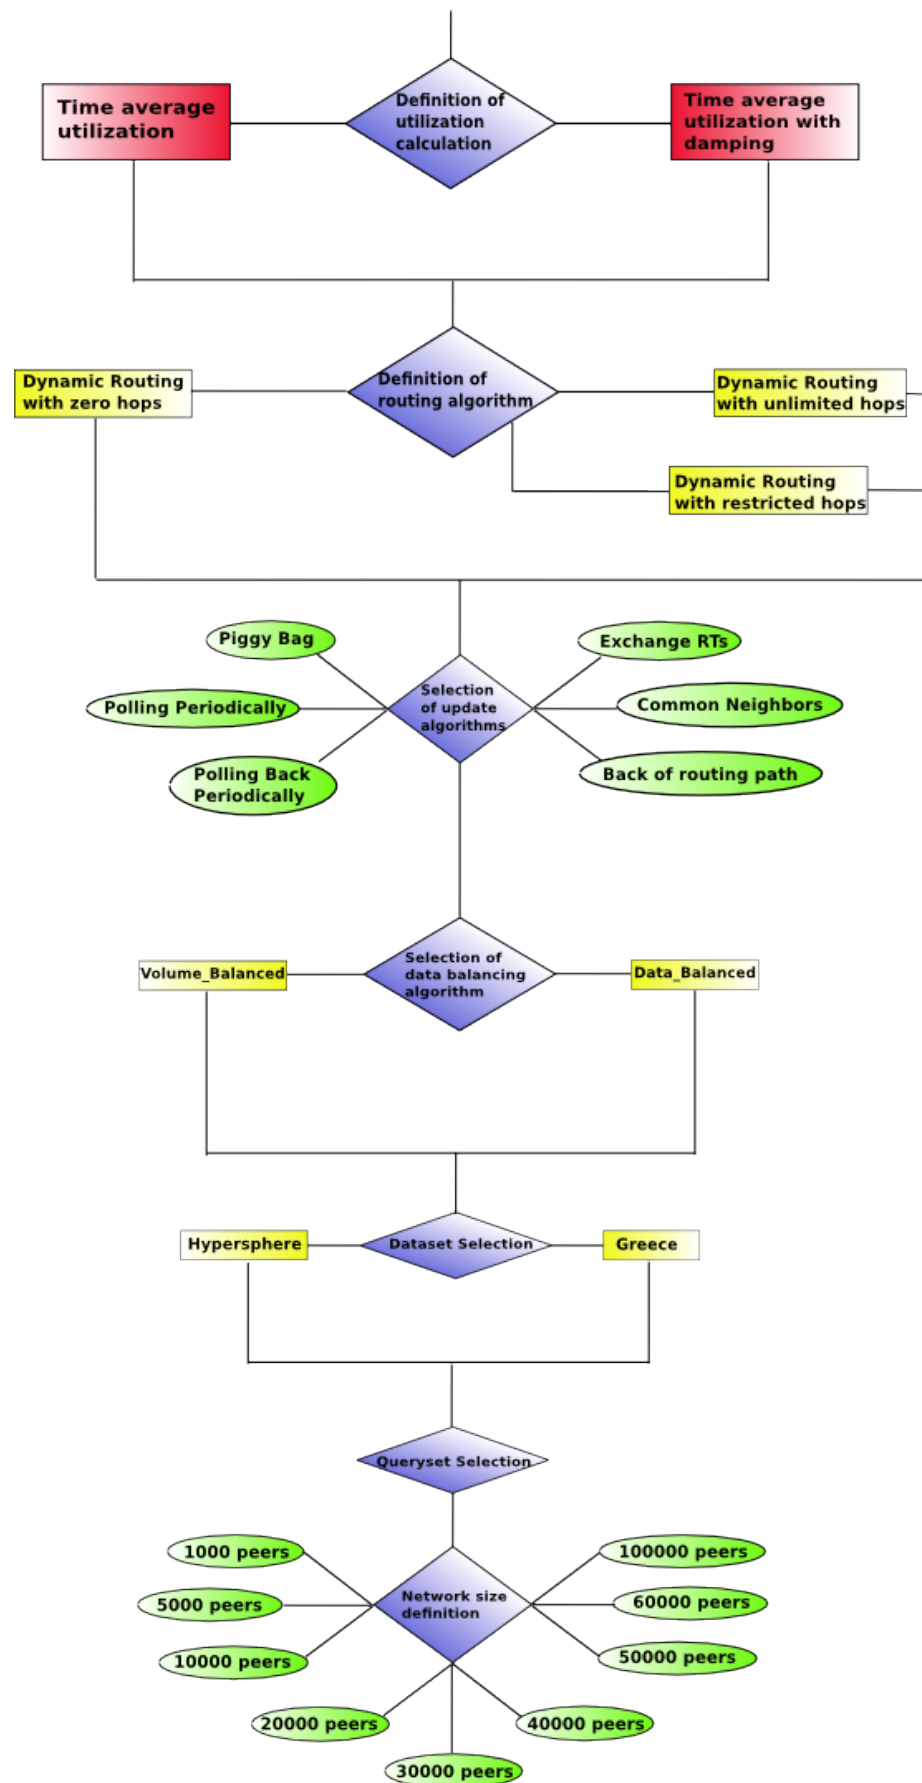 Time average
utilization
Definition of
utilization
calculation
Time average
utilization with
damping
Dynamic Routing
with zero hops
Definition of
routing algorithm
Dynamic Routing
with unlimited hops
Dynamic Routing
with restricted hops
Piggy Bag
Exchange RTs
Polling Periodically
Selection
of update
algorithms
Common Neighbors
Polling Back
Periodically
Back of routing path
Volume_Balanced
Selection of
data balancing
algorithm
Data_Balanced
Hypersphere
Dataset Selection
Greece
Queryset Selection
1000 peers
100000 peers
5000 peers
Network size
definition
60000 peers
10000 peers
50000 peers
20000 peers
40000 peers
30000 peers